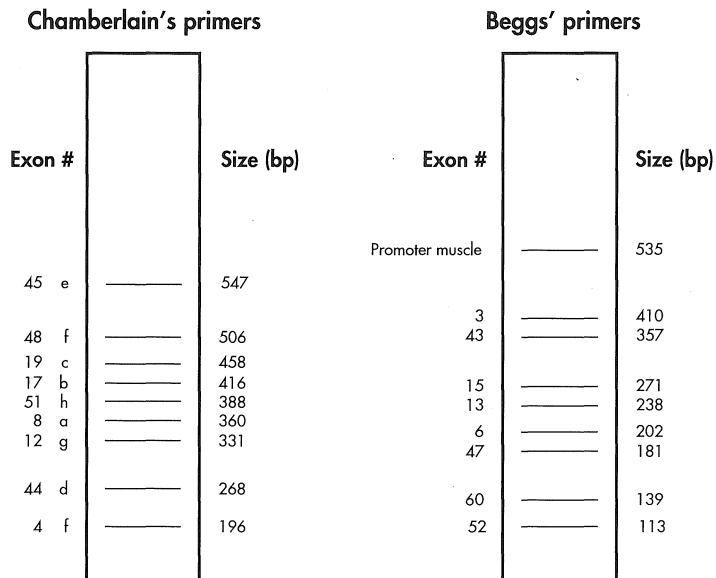 Chamberlain's primers
Exon # Size (bp)
45 e 547
48 f 506
19 c 458
17 b 416
51 h 388
8 a 360
12 g 331
44 d 268
4 f 196
Beggs' primers
Exon # Size (bp)
Promoter muscle 535
3 410
43 357
15 271
13 238
6 202
47 181
60 139
52 113